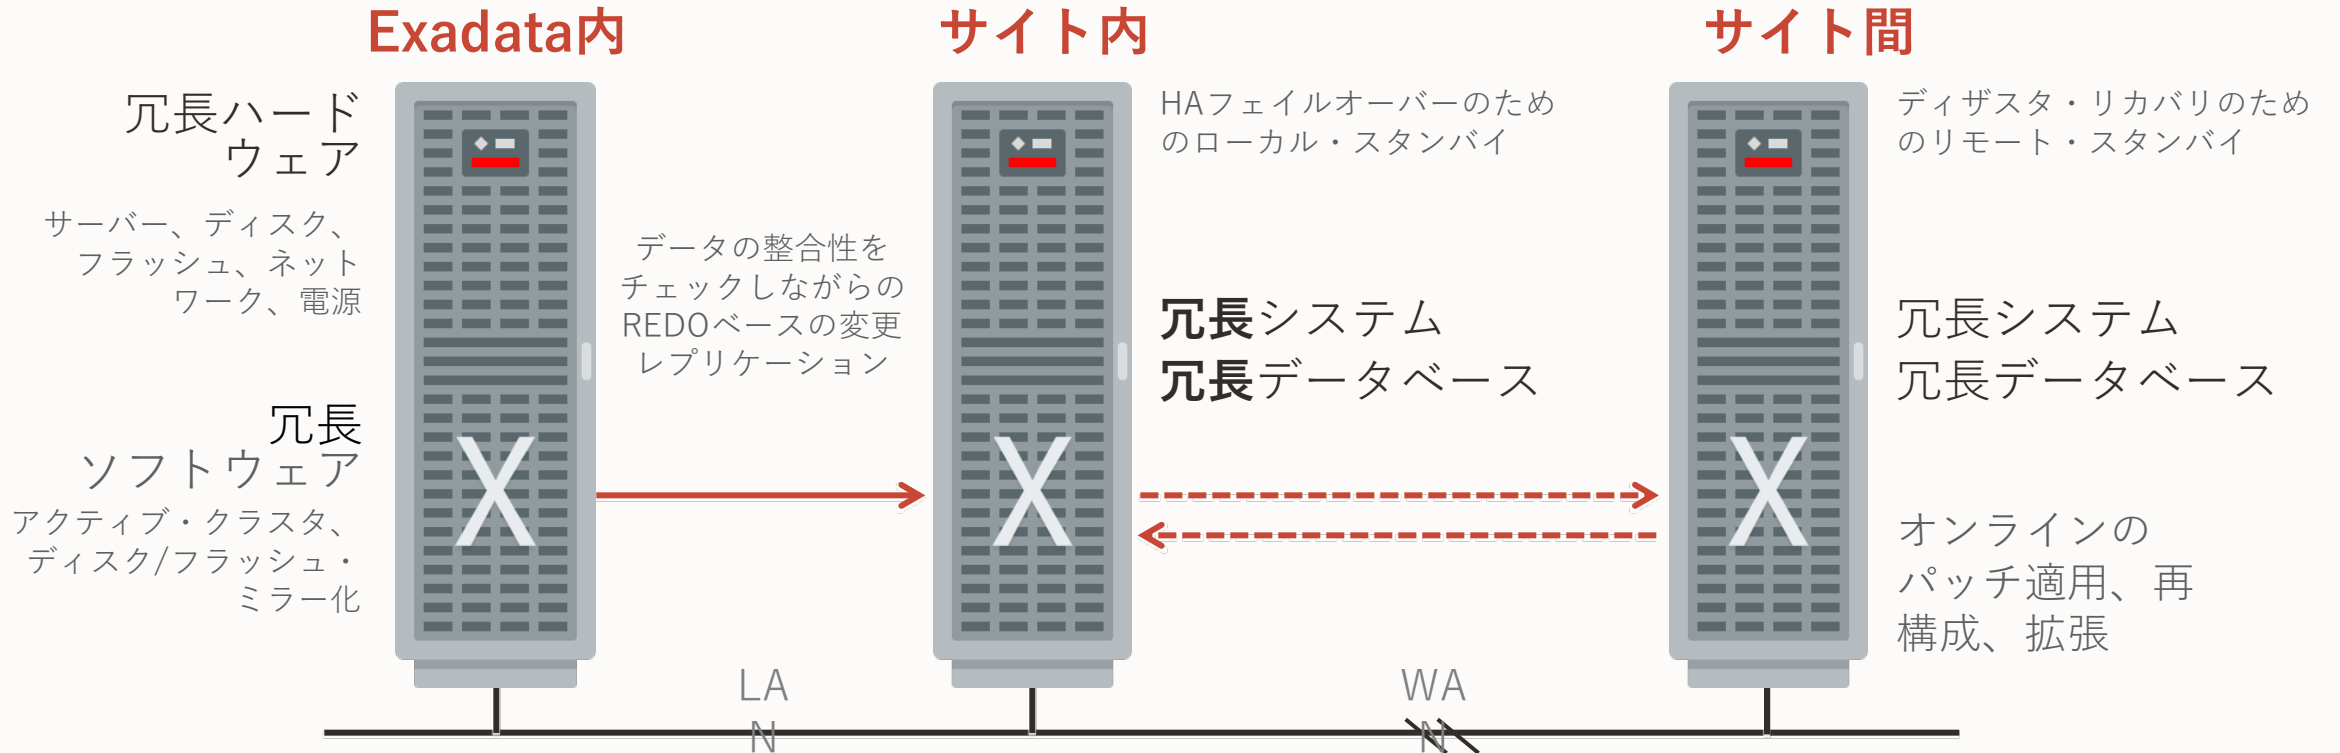 Exadata内
サイト内
サイト間
冗長ハード
ウェア
サーバー、ディスク、
フラッシュ、ネット
ワーク、電源
冗長
ソフトウェア
アクティブ・クラスタ、
ディスク/フラッシュ・
ミラー化
X
データの整合性を
チェックしながらの
REDOベースの変更
レプリケーション
X
HAフェイルオーバーのため
のローカル・スタンバイ
冗長システム
冗長データベース
X
ディザスタ・リカバリのため
のリモート・スタンバイ
冗長システム
冗長データベース
オンラインの
パッチ適用、再
構成、拡張
LA
N
WA
N